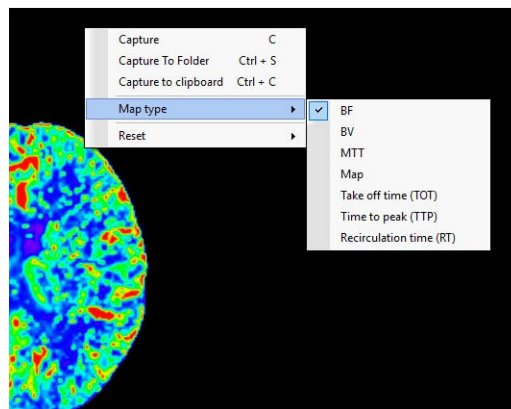 Capture C
Capture To Folder Ctrl + S
Capture to clipboard Ctrl + C
Map type
Reset
BF
BV
MTT
Map
Take off time (TOT)
Time to peak (TTP)
Recirculation time (RT)